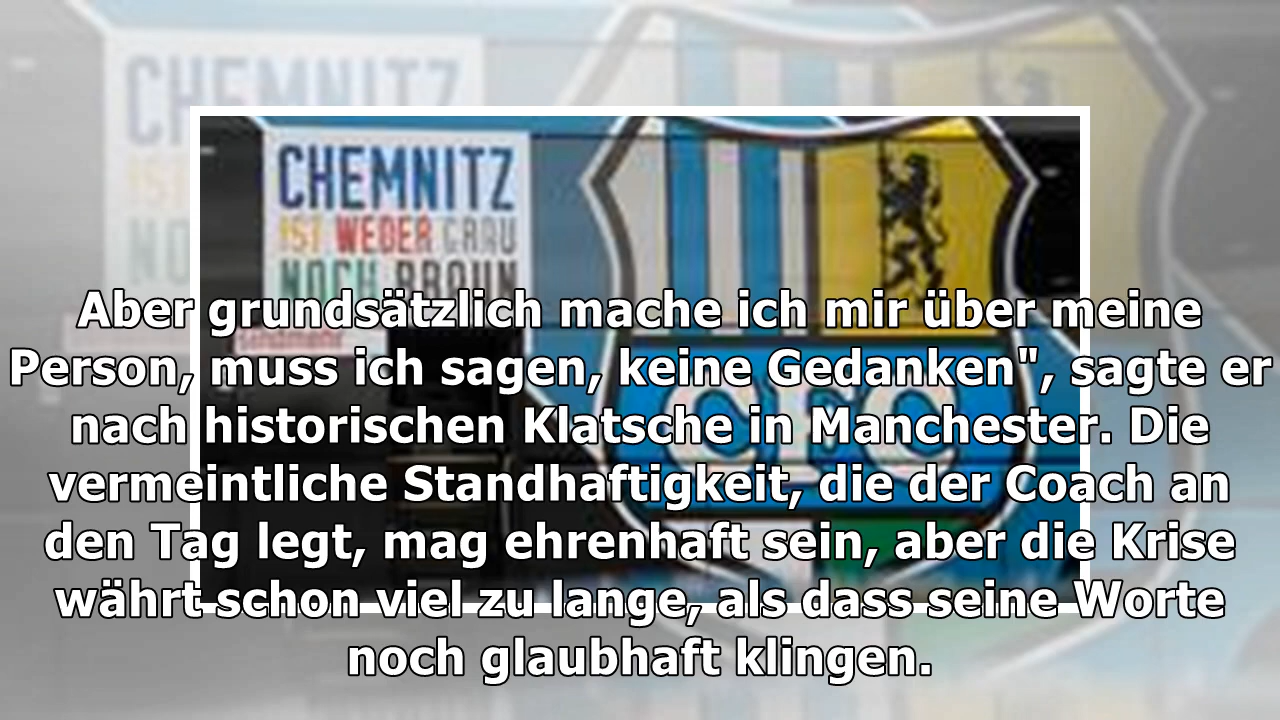 CHEMNITZ
IST WEDER GRAU
NOCH BRAUN
Aber grundsätzlich mache ich mir über meine
Person, muss ich sagen, keine Gedanken", sagte er
nach historischen Klatsche in Manchester. Die
vermeintliche Standhaftigkeit, die der Coach an
den Tag legt, mag ehrenhaft sein, aber die Krise
währt schon viel zu lange, als dass seine Worte
noch glaubhaft klingen.
CFC